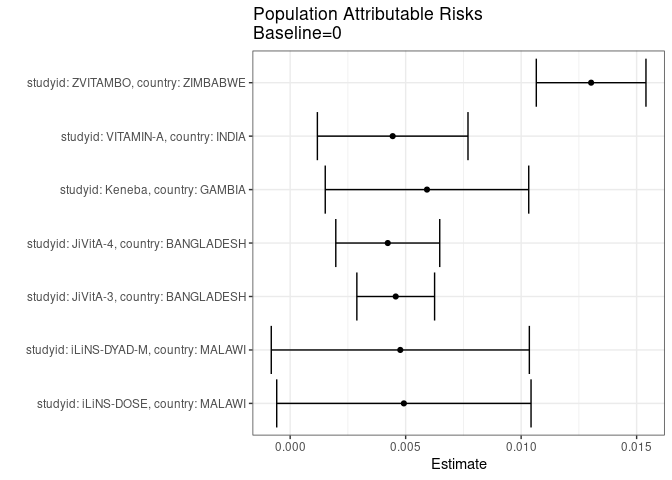 Population Attributable Risks
Baseline=0
studyid: ZVITAMBO, country: ZIMBABWE
studyid: VITAMIN-A, country: INDIA
studyid: Keneba, country: GAMBIA
studyid: JiVitA-4, country: BANGLADESH
studyid: JiVitA-3, country: BANGLADESH
studyid: iLiNS-DYAD-M, country: MALAWI
studyid: iLiNS-DOSE, country: MALAWI
0.000 0.005 0.010 0.015
Estimate